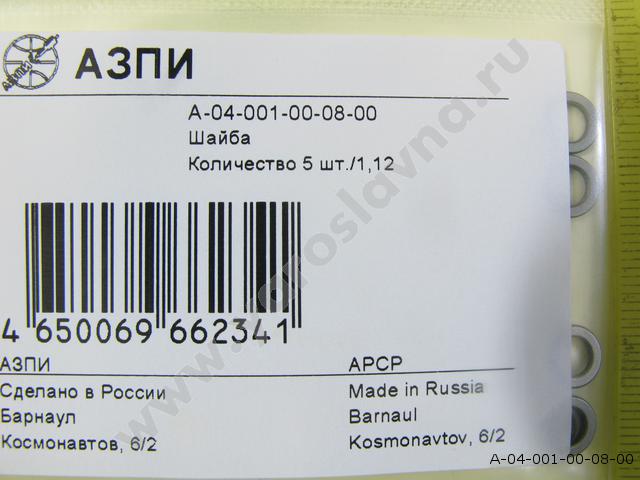 АЗПИ
А-04-001-00-08-00
Шайба
Количество 5 шт./1,12
4 650069 662341
АЗПИ
Сделано в России
Барнаул
Космонавтов, 6/2
APCP
Made in Russia
Barnaul
Kosmonavtov, 6/2
www.yaroslavna.ru
A-04-001-00-08-00